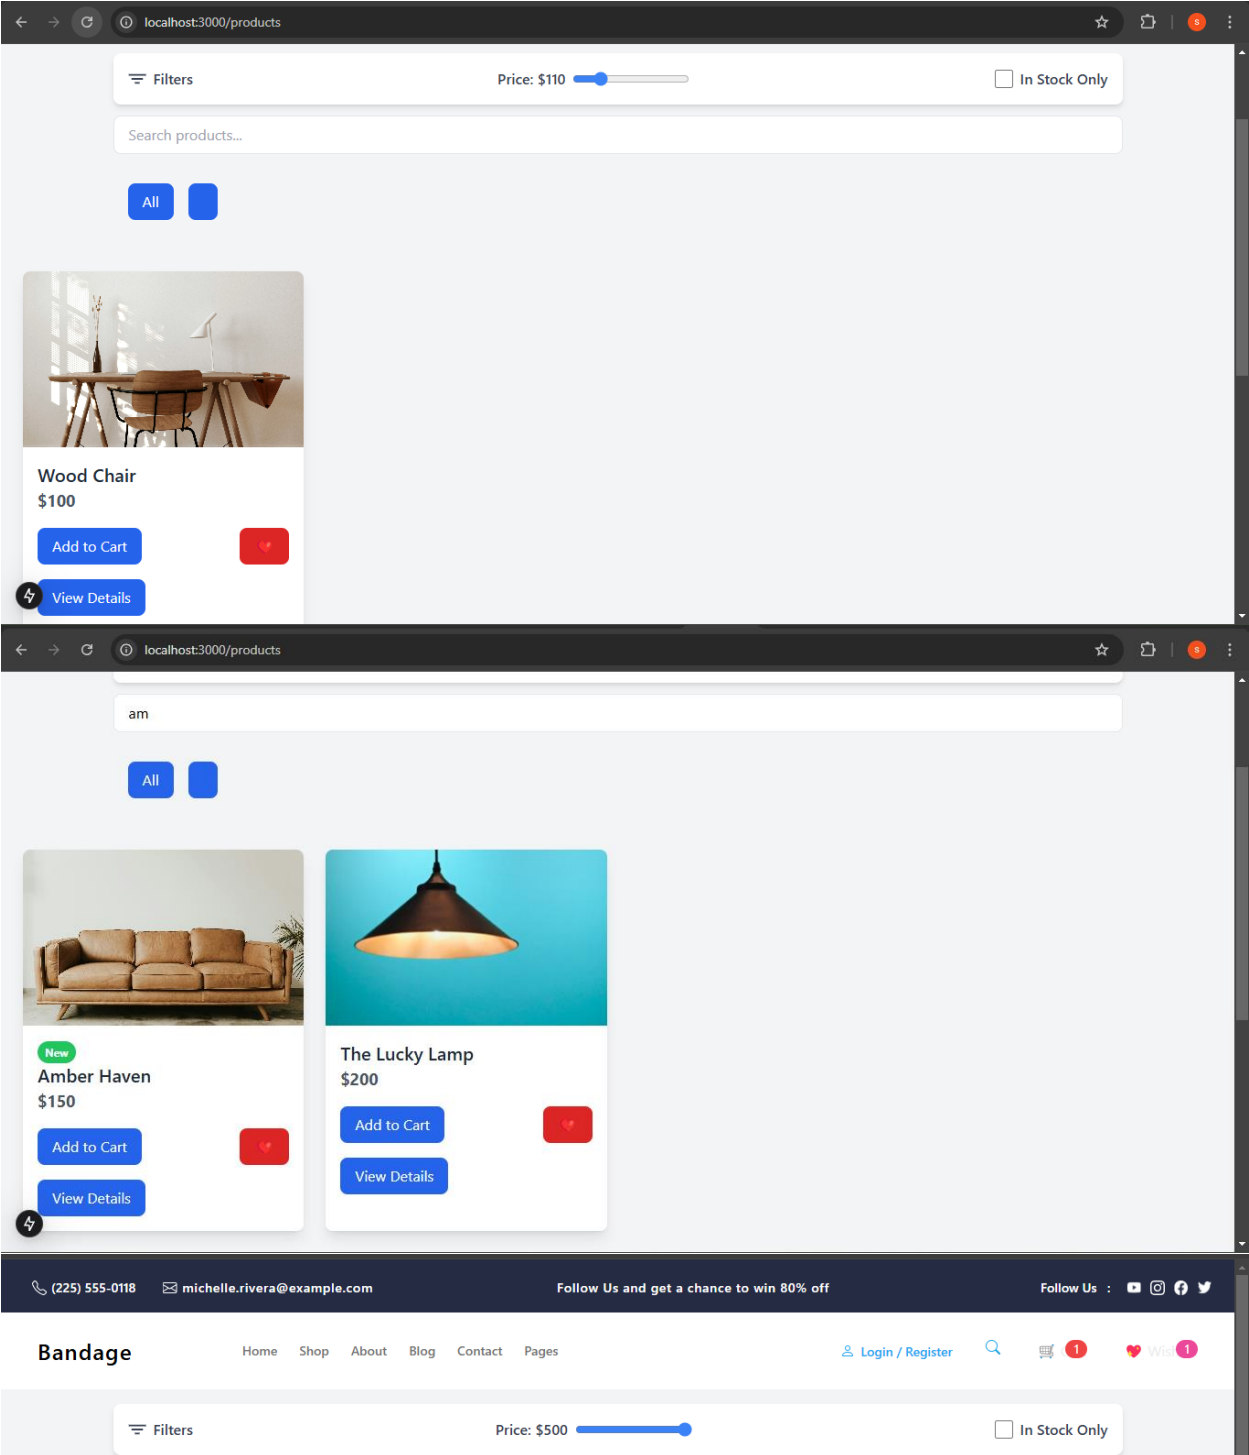 localhost:3000/products
s
Filters
Price: $110
In Stock Only
Search products...
All
Wood Chair
$100
Add to Cart
View Details
localhost:3000/products
s
am
All
New
Amber Haven
$150
Add to Cart
View Details
The Lucky Lamp
$200
Add to Cart
View Details
(225) 555-0118
michelle.rivera@example.com
Follow Us and get a chance to win 80% off
Follow Us :
Bandage
Home Shop About Blog Contact Pages
Login / Register
1
1
Filters
Price: $500
In Stock Only